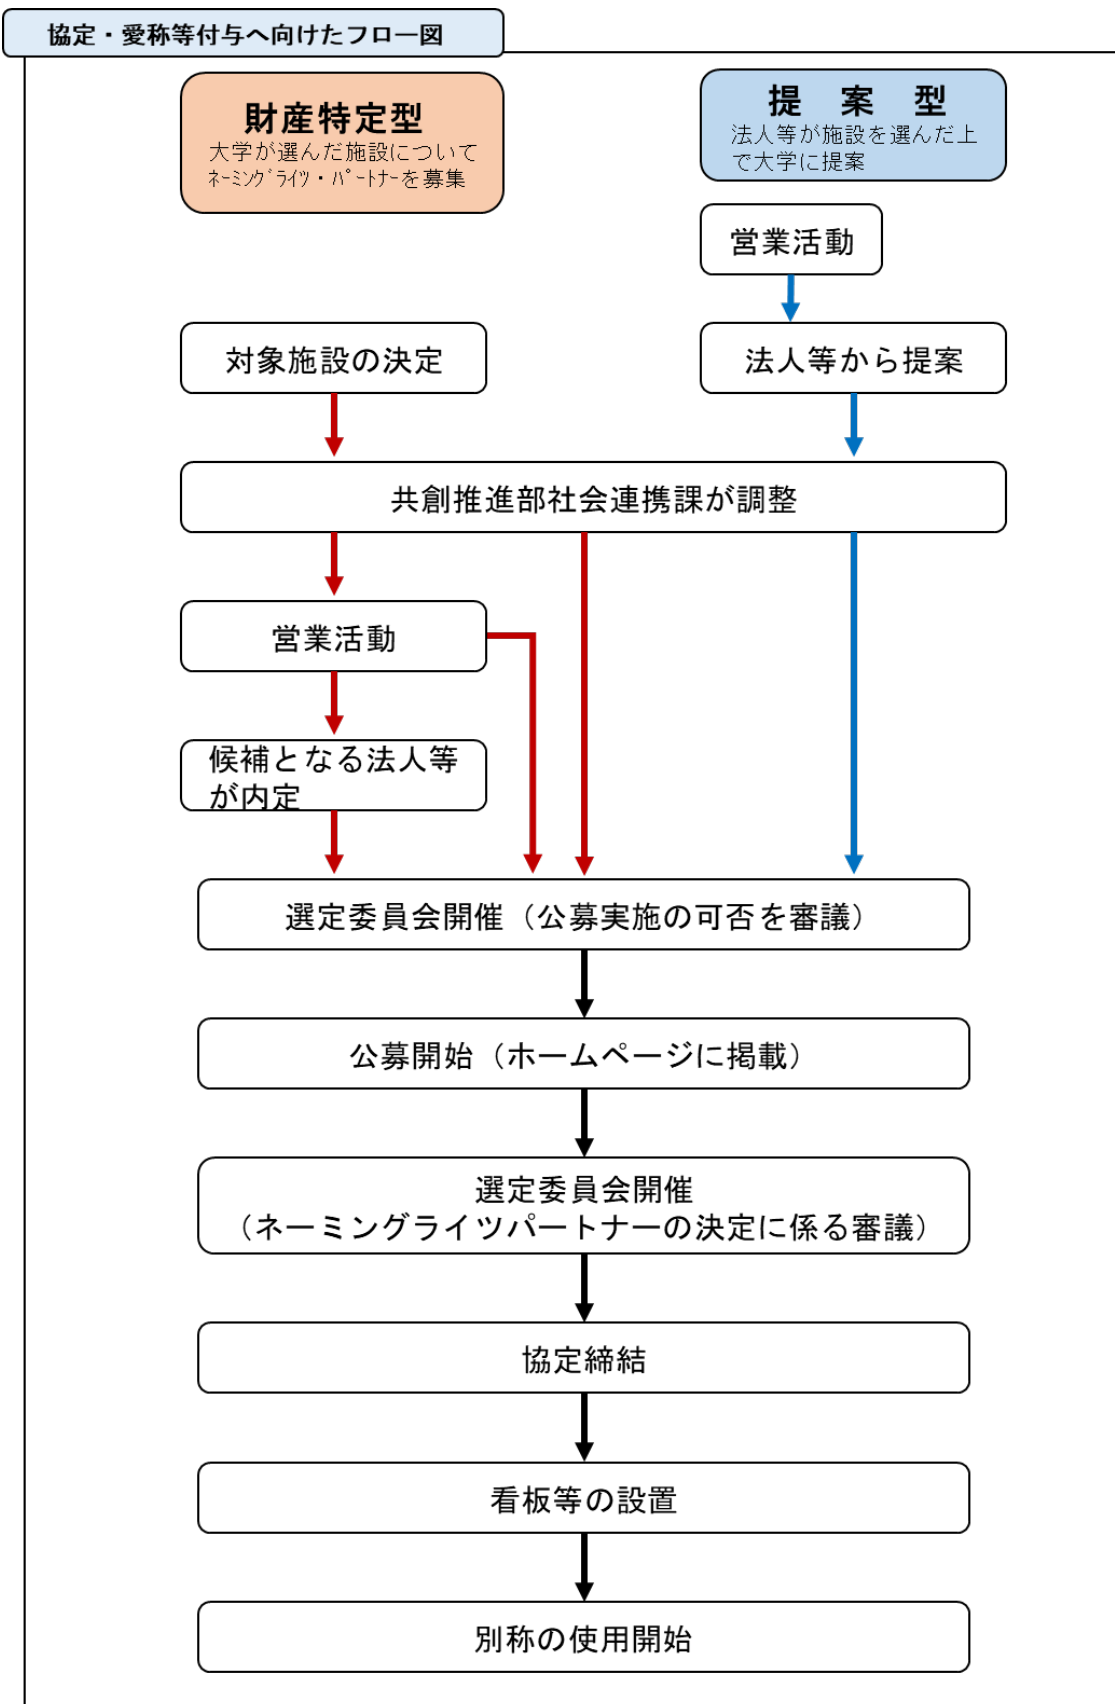 協定・愛称等付与へ向けたフロー図
財産特定型
大学が選んだ施設について
ﾈｰﾐﾝｸﾞﾗｲﾂ・ﾊﾟｰﾄﾅｰを募集
提　案　型
法人等が施設を選んだ上
で大学に提案
営業活動
対象施設の決定
法人等から提案
共創推進部社会連携課が調整
営業活動
候補となる法人等
が内定
選定委員会開催（公募実施の可否を審議）
公募開始（ホームページに掲載）
選定委員会開催
（ネーミングライツパートナーの決定に係る審議）
協定締結
看板等の設置
別称の使用開始